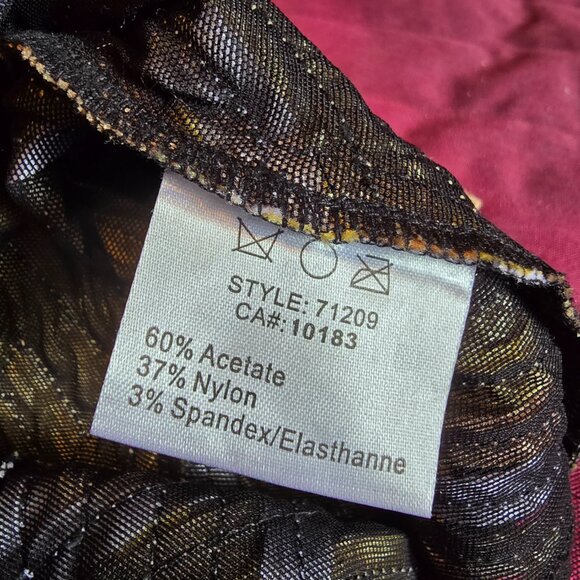 STYLE: 71209
CA#:10183
60% Acetate
37% Nylon
3% Spandex/Elasthanne